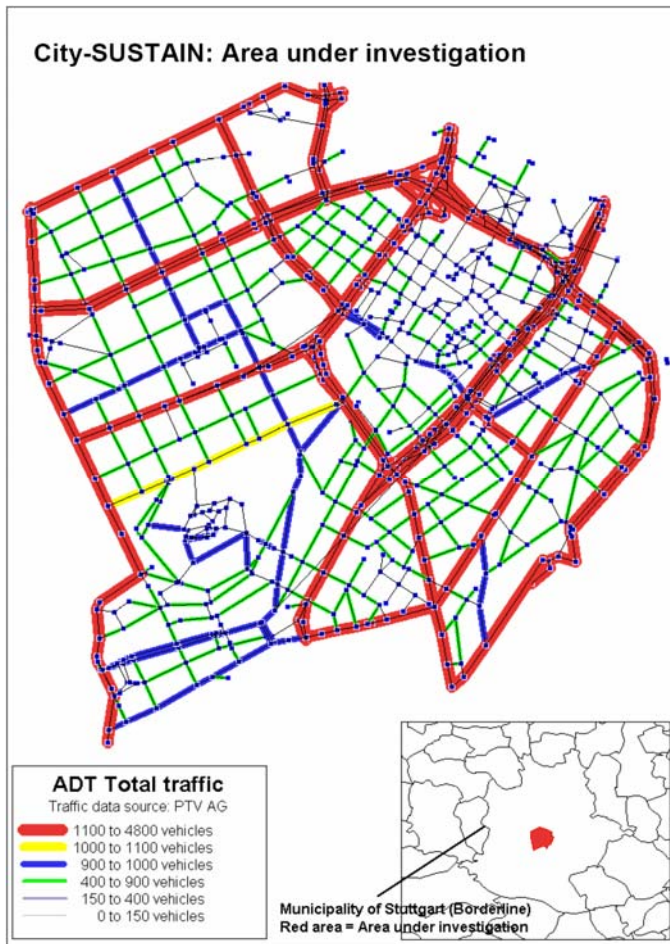 City-SUSTAIN: Area under investigation
ADT Total traffic
Traffic data source: PTV AG
1100 to 4800 vehicles
1000 to 1100 vehicles
900 to 1000 vehicles
400 to 900 vehicles
150 to 400 vehicles
0 to 150 vehicles
Municipality of Stuttgart (Borderline)
Red area = Area under investigation